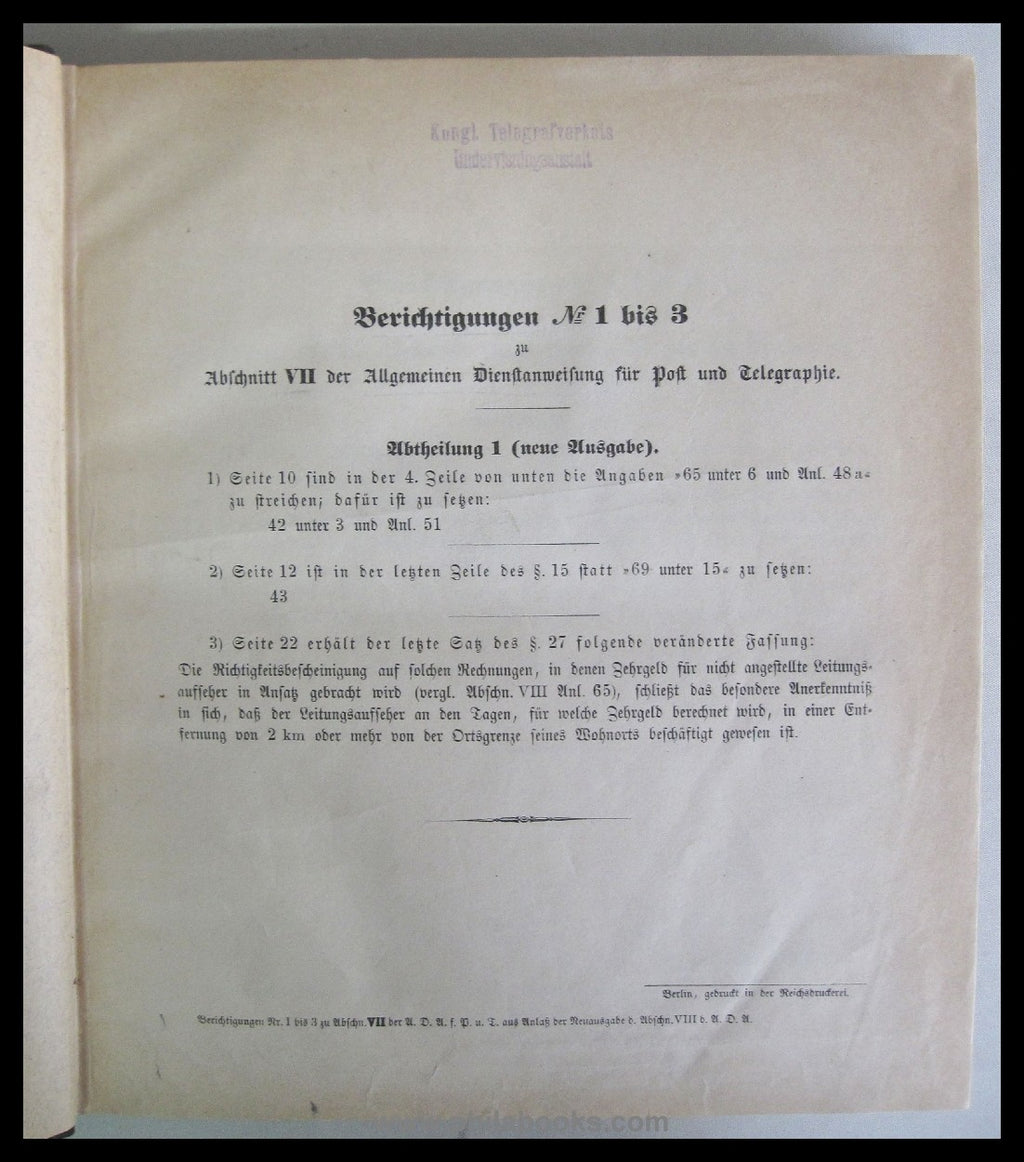 Kongl. Telegrafverkets
Undervisningsanstalt
Berichtigungen № 1 bis 3
zu
Abschnitt VII der Allgemeinen Dienstanweisung für Post und Telegraphie.
Abtheilung 1 (neue Ausgabe).
1) Seite 10 sind in der 4. Zeile von unten die Angaben »65 unter 6 und Anl. 48a«
zu streichen; dafür ist zu setzen:
42 unter 3 und Anl. 51
2) Seite 12 ist in der letzten Zeile des §. 15 statt »69 unter 15« zu setzen:
43
3) Seite 22 erhält der letzte Satz des §. 27 folgende veränderte Fassung:
Die Richtigkeitsbescheinigung auf solchen Rechnungen, in denen Zehrgeld für nicht angestellte Leitungs-
aufseher in Ansatz gebracht wird (vergl. Abschn. VIII Anl. 65), schließt das besondere Anerkenntniß
in sich, daß der Leitungsaufseher an den Tagen, für welche Zehrgeld berechnet wird, in einer Ent-
fernung von 2 km oder mehr von der Ortsgrenze seines Wohnorts beschäftigt gewesen ist.
Berlin, gedruckt in der Reichsdruckerei.
Berichtigungen Nr. 1 bis 3 zu Abschn. VII der A. D. A. f. P. u. T. aus Anlaß der Neuausgabe d. Abschn. VIII d. A. D. A.